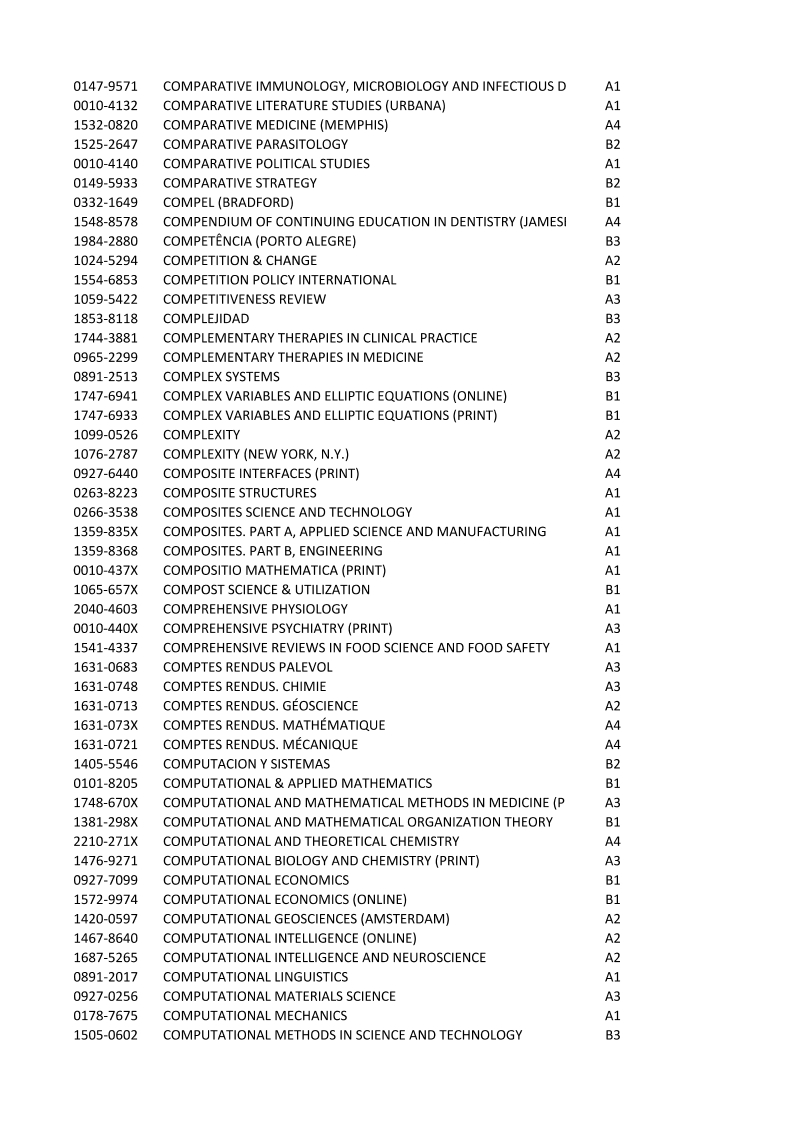 0147-9571 COMPARATIVE IMMUNOLOGY, MICROBIOLOGY AND INFECTIOUS D A1
0010-4132 COMPARATIVE LITERATURE STUDIES (URBANA) A1
1532-0820 COMPARATIVE MEDICINE (MEMPHIS) A4
1525-2647 COMPARATIVE PARASITOLOGY B2
0010-4140 COMPARATIVE POLITICAL STUDIES A1
0149-5933 COMPARATIVE STRATEGY B2
0332-1649 COMPEL (BRADFORD) B1
1548-8578 COMPENDIUM OF CONTINUING EDUCATION IN DENTISTRY (JAMESI A4
1984-2880 COMPETÊNCIA (PORTO ALEGRE) B3
1024-5294 COMPETITION & CHANGE A2
1554-6853 COMPETITION POLICY INTERNATIONAL B1
1059-5422 COMPETITIVENESS REVIEW A3
1853-8118 COMPLEJIDAD B3
1744-3881 COMPLEMENTARY THERAPIES IN CLINICAL PRACTICE A2
0965-2299 COMPLEMENTARY THERAPIES IN MEDICINE A2
0891-2513 COMPLEX SYSTEMS B3
1747-6941 COMPLEX VARIABLES AND ELLIPTIC EQUATIONS (ONLINE) B1
1747-6933 COMPLEX VARIABLES AND ELLIPTIC EQUATIONS (PRINT) B1
1099-0526 COMPLEXITY A2
1076-2787 COMPLEXITY (NEW YORK, N.Y.) A2
0927-6440 COMPOSITE INTERFACES (PRINT) A4
0263-8223 COMPOSITE STRUCTURES A1
0266-3538 COMPOSITES SCIENCE AND TECHNOLOGY A1
1359-835X COMPOSITES. PART A, APPLIED SCIENCE AND MANUFACTURING A1
1359-8368 COMPOSITES. PART B, ENGINEERING A1
0010-437X COMPOSITIO MATHEMATICA (PRINT) A1
1065-657X COMPOST SCIENCE & UTILIZATION B1
2040-4603 COMPREHENSIVE PHYSIOLOGY A1
0010-440X COMPREHENSIVE PSYCHIATRY (PRINT) A3
1541-4337 COMPREHENSIVE REVIEWS IN FOOD SCIENCE AND FOOD SAFETY A1
1631-0683 COMPTES RENDUS PALEVOL A3
1631-0748 COMPTES RENDUS. CHIMIE A3
1631-0713 COMPTES RENDUS. GÉOSCIENCE A2
1631-073X COMPTES RENDUS. MATHÉMATIQUE A4
1631-0721 COMPTES RENDUS. MÉCANIQUE A4
1405-5546 COMPUTACION Y SISTEMAS B2
0101-8205 COMPUTATIONAL & APPLIED MATHEMATICS B1
1748-670X COMPUTATIONAL AND MATHEMATICAL METHODS IN MEDICINE (P A3
1381-298X COMPUTATIONAL AND MATHEMATICAL ORGANIZATION THEORY B1
2210-271X COMPUTATIONAL AND THEORETICAL CHEMISTRY A4
1476-9271 COMPUTATIONAL BIOLOGY AND CHEMISTRY (PRINT) A3
0927-7099 COMPUTATIONAL ECONOMICS B1
1572-9974 COMPUTATIONAL ECONOMICS (ONLINE) B1
1420-0597 COMPUTATIONAL GEOSCIENCES (AMSTERDAM) A2
1467-8640 COMPUTATIONAL INTELLIGENCE (ONLINE) A2
1687-5265 COMPUTATIONAL INTELLIGENCE AND NEUROSCIENCE A2
0891-2017 COMPUTATIONAL LINGUISTICS A1
0927-0256 COMPUTATIONAL MATERIALS SCIENCE A3
0178-7675 COMPUTATIONAL MECHANICS A1
1505-0602 COMPUTATIONAL METHODS IN SCIENCE AND TECHNOLOGY B3